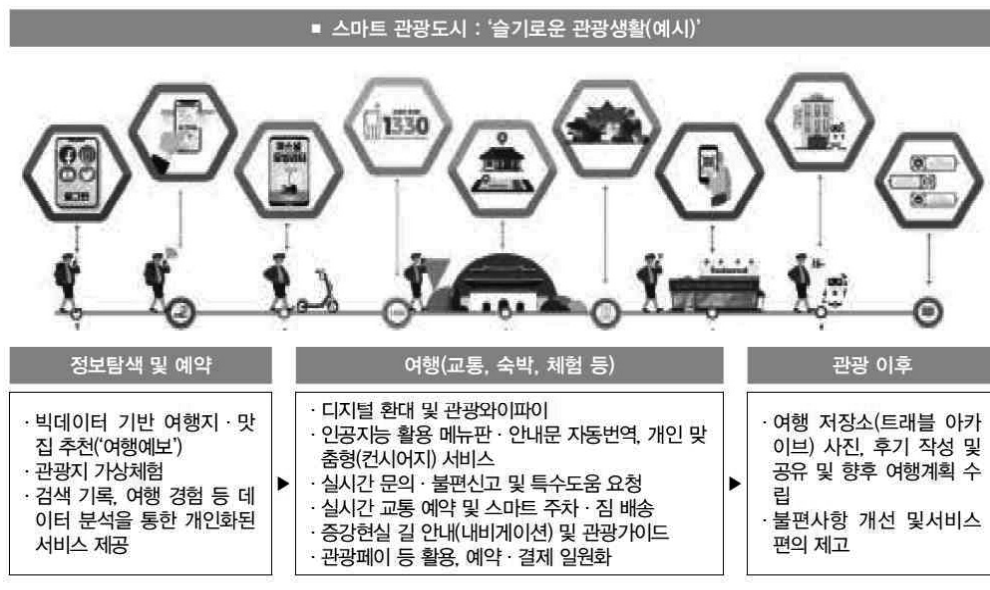 ▪ 스마트 관광도시 : ‘슬기로운 관광생활(예시)’
1330
정보탐색 및 예약
· 빅데이터 기반 여행지 · 맛
집 추천(‘여행예보’)
· 관광지 가상체험
· 검색 기록, 여행 경험 등 데
이터 분석을 통한 개인화된
서비스 제공
▶
여행(교통, 숙박, 체험 등)
· 디지털 환대 및 관광와이파이
· 인공지능 활용 메뉴판 · 안내문 자동번역, 개인 맞
춤형(컨시어지) 서비스
· 실시간 문의 · 불편신고 및 특수도움 요청
· 실시간 교통 예약 및 스마트 주차 · 짐 배송
· 증강현실 길 안내(내비게이션) 및 관광가이드
· 관광페이 등 활용, 예약 · 결제 일원화
▶
관광 이후
· 여행 저장소(트래블 아카
이브) 사진, 후기 작성 및
공유 및 향후 여행계획 수
립
· 불편사항 개선 및서비스
편의 제고